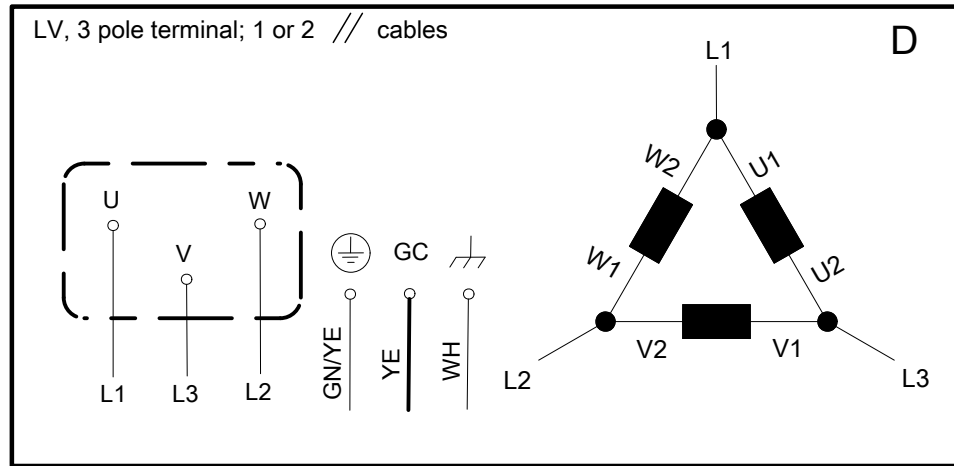 LV, 3 pole terminal; 1 or 2 // cables
D
U
W
V
L1
L3
L2
GC
GN/YE
YE
WH
L1
W2
U1
W1
U2
V2
V1
L2
L3